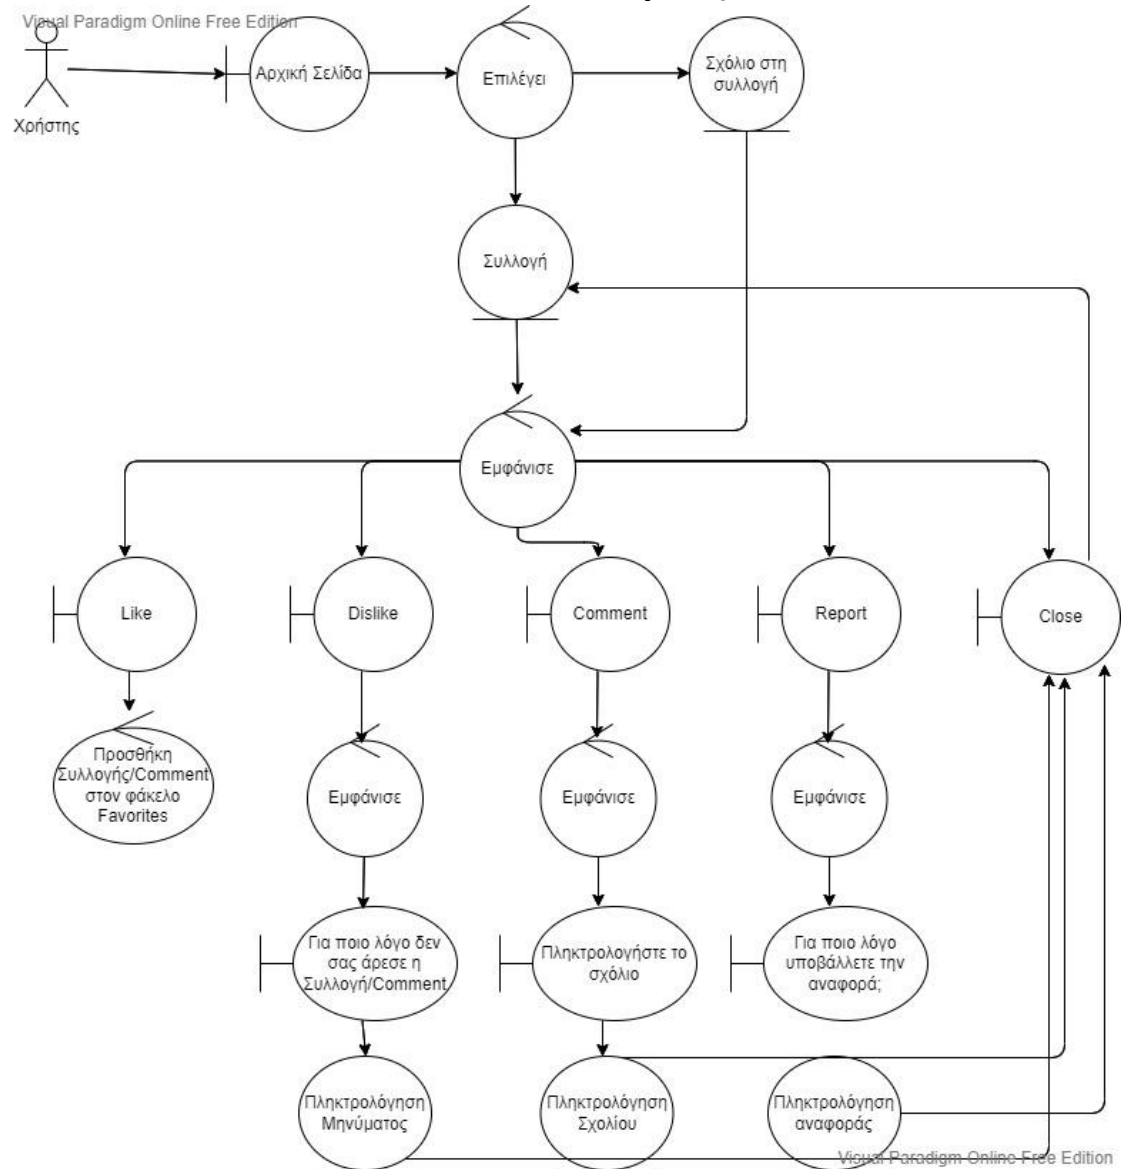 Visual Paradigm Online Free Edition
Χρήστης
Αρχική Σελίδα
Επιλέγει
Σχόλιο στη
συλλογή
Συλλογή
Εμφάνισε
Like
Dislike
Comment
Report
Close
Προσθήκη
Συλλογής/Comment
στον φάκελο
Favorites
Εμφάνισε
Εμφάνισε
Εμφάνισε
Για ποιο λόγο δεν
σας άρεσε η
Συλλογή/Comment
Πληκτρολογήστε το
σχόλιο
Για ποιο λόγο
υποβάλλετε την
αναφορά;
Πληκτρολόγηση
Μηνύματος
Πληκτρολόγηση
Σχολίου
Πληκτρολόγηση
αναφοράς
Visual Paradigm Online Free Edition